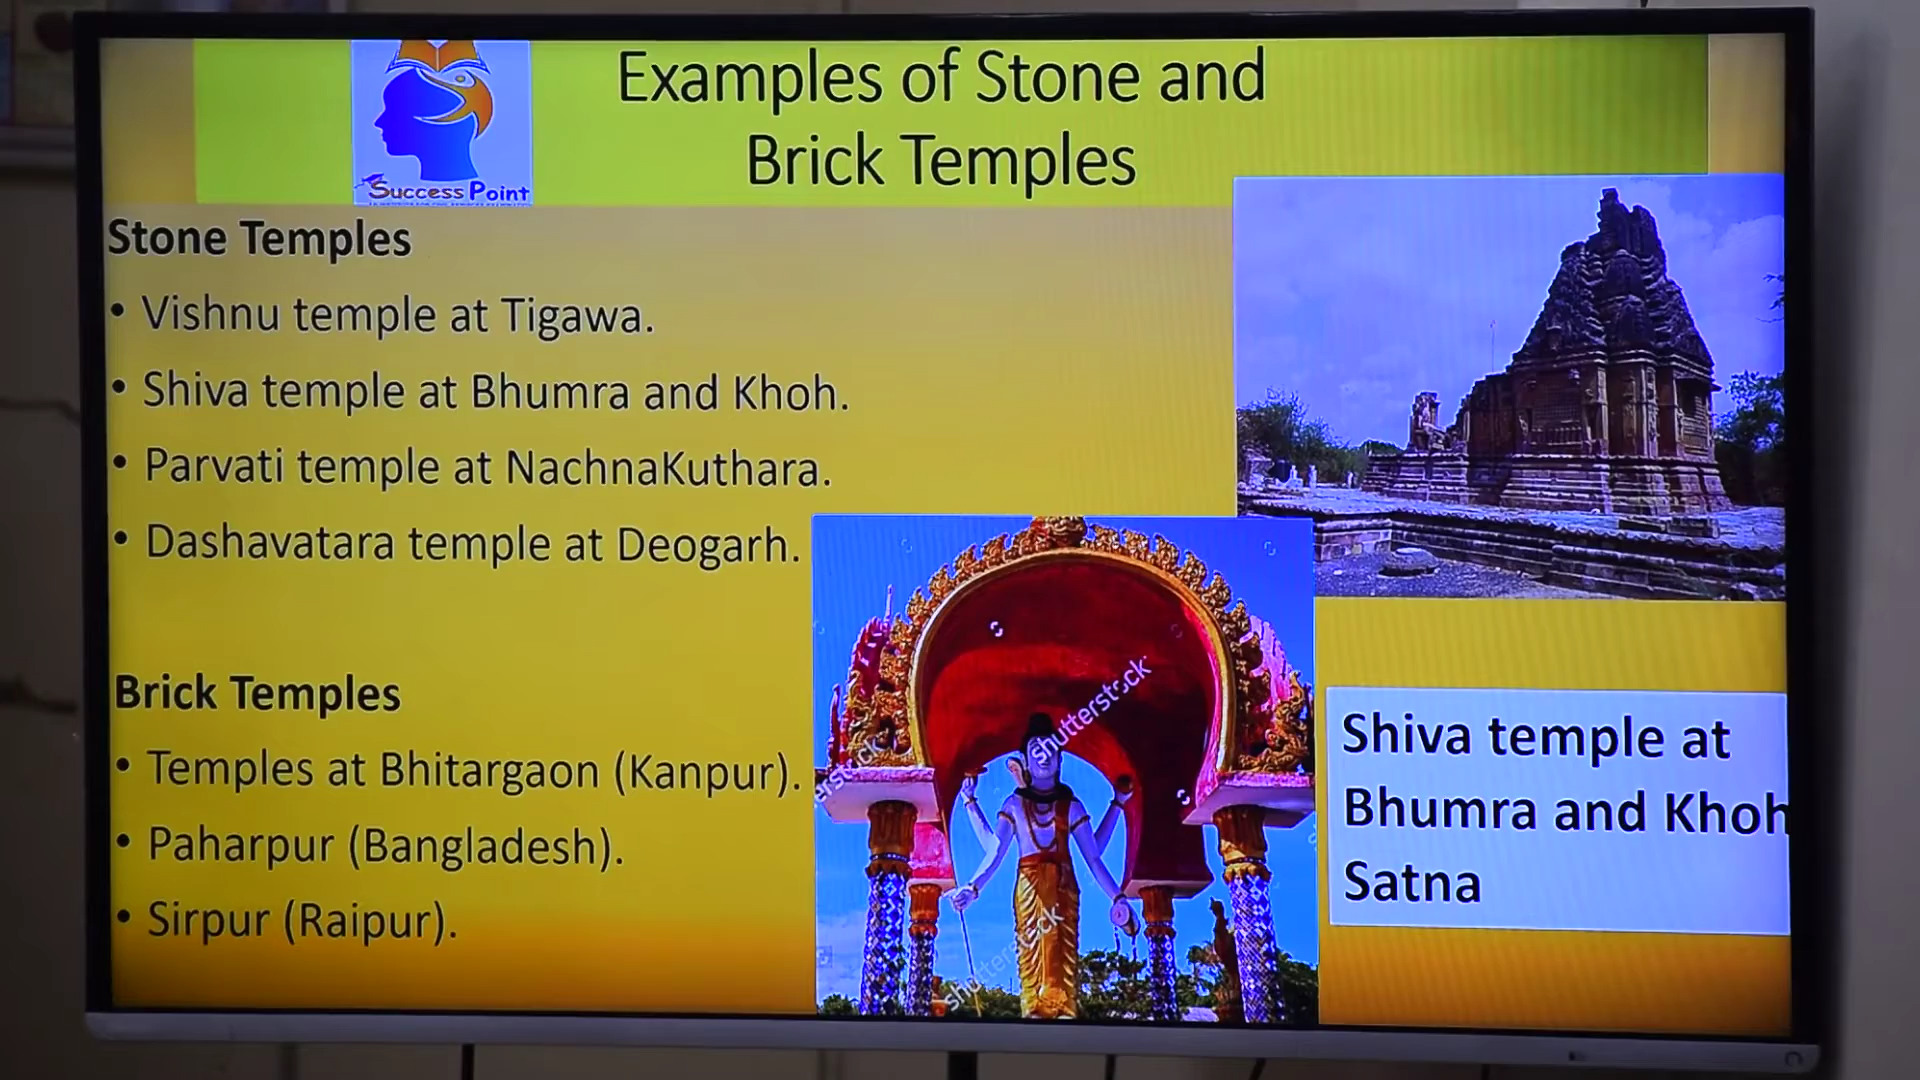 Examples of Stone and
Brick Temples
Success Point
Stone Temples
• Vishnu temple at Tigawa.
• Shiva temple at Bhumra and Khoh.
• Parvati temple at NachnaKuthara.
• Dashavatara temple at Deogarh.
Brick Temples
• Temples at Bhitargaon (Kanpur).
• Paharpur (Bangladesh).
• Sirpur (Raipur).
shutterstock
erstock
shutterstock
Shiva temple at
Bhumra and Khoh
Satna